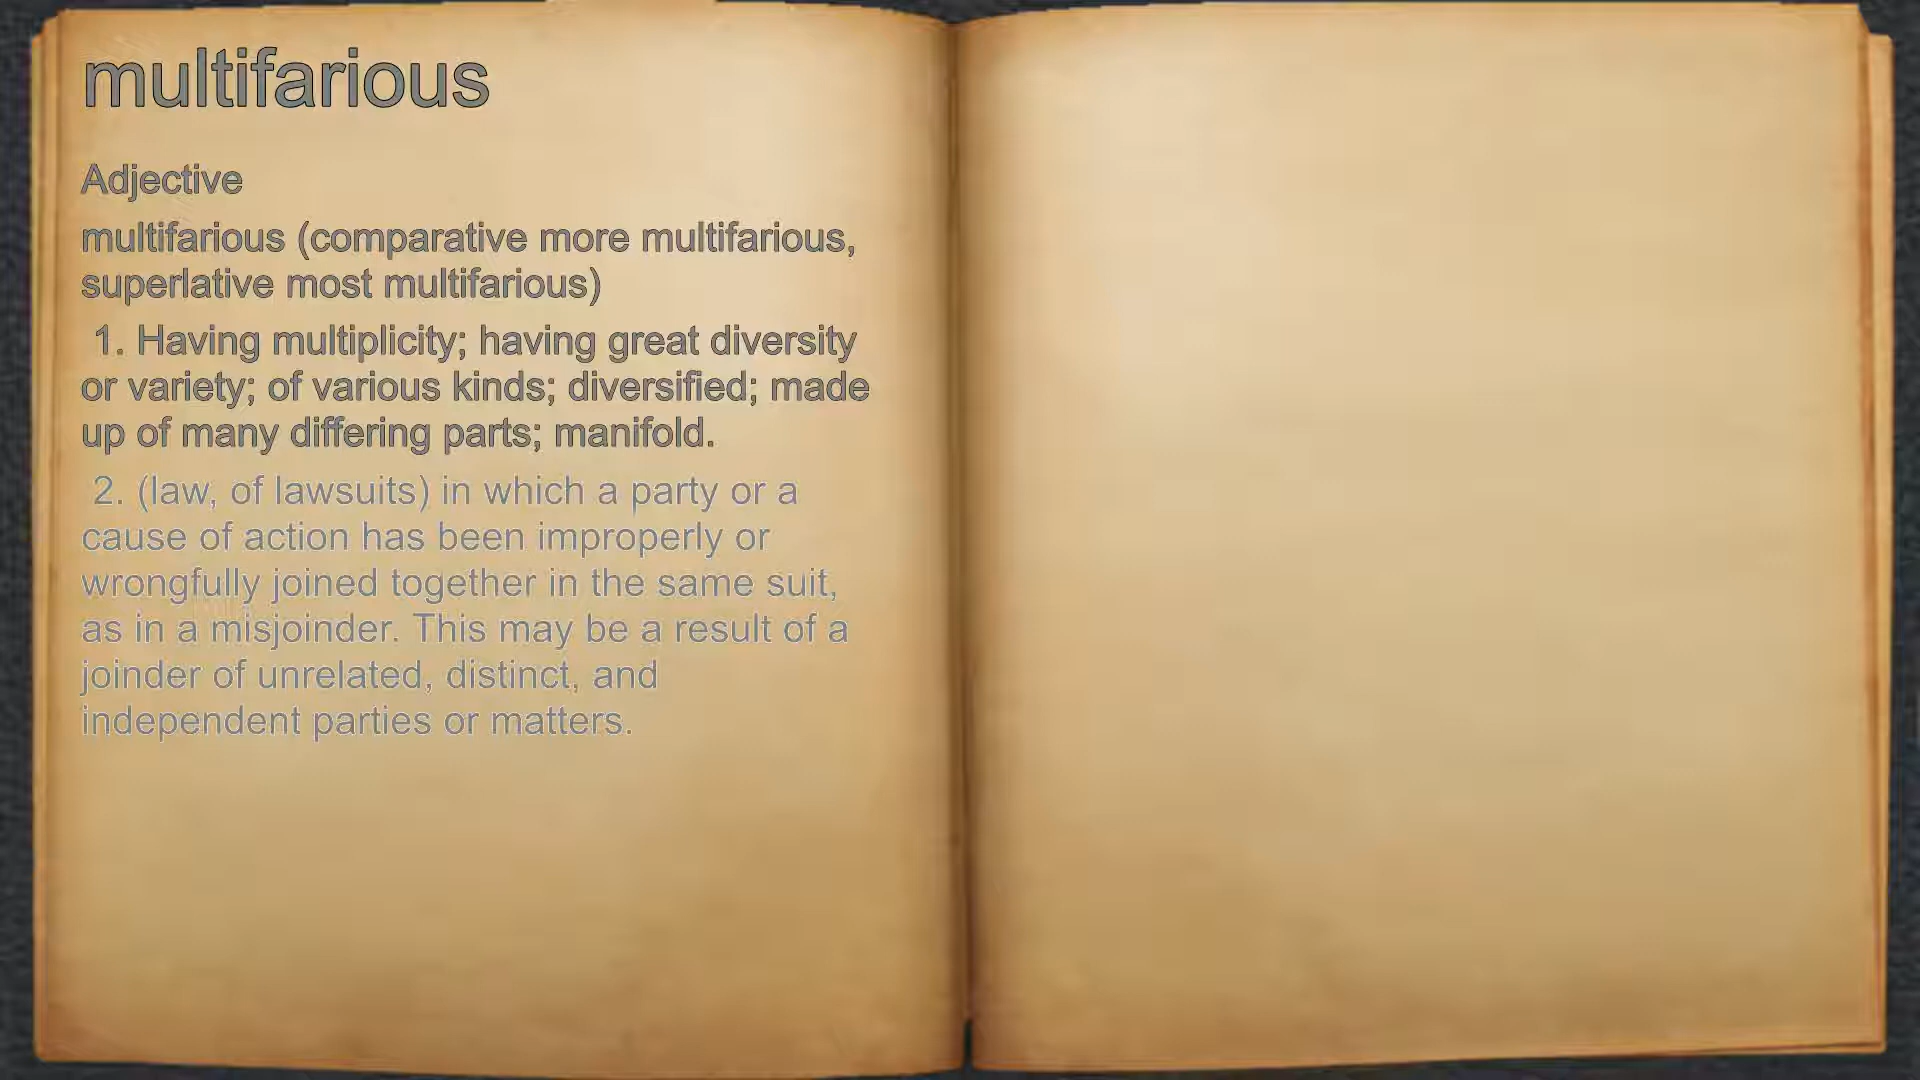 multifarious
Adjective
multifarious (comparative more multifarious,
superlative most multifarious)
1. Having multiplicity; having great diversity
or variety; of various kinds; diversified; made
up of many differing parts; manifold.
2. (law, of lawsuits) in which a party or a
cause of action has been improperly or
wrongfully joined together in the same suit,
as in a misjoinder. This may be a result of a
joinder of unrelated, distinct, and
independent parties or matters.